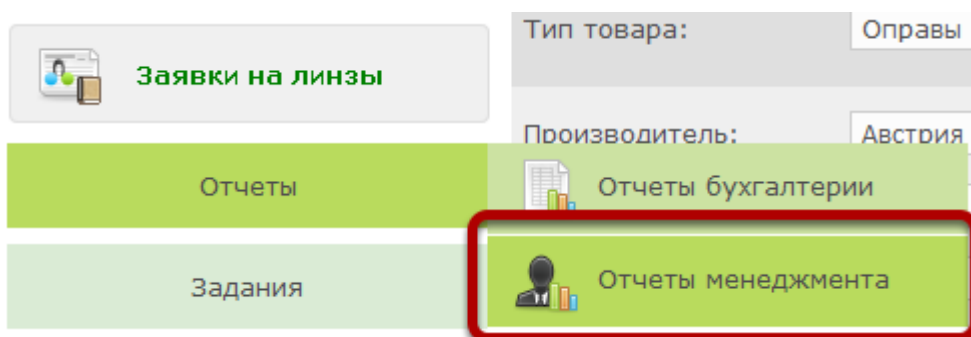 Тип товара:
Оправы
Заявки на линзы
Производитель:
Австрия
Отчеты
Отчеты бухгалтерии
Задания
Отчеты менеджмента